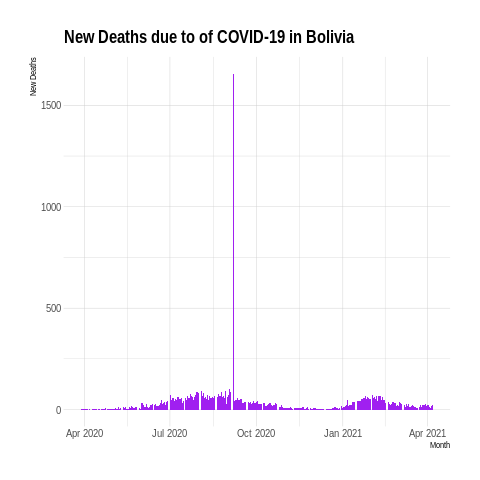 New Deaths due to of COVID-19 in Bolivia
New Deaths
1500
1000
500
0
Apr 2020 Jul 2020 Oct 2020 Jan 2021 Apr 2021
Month